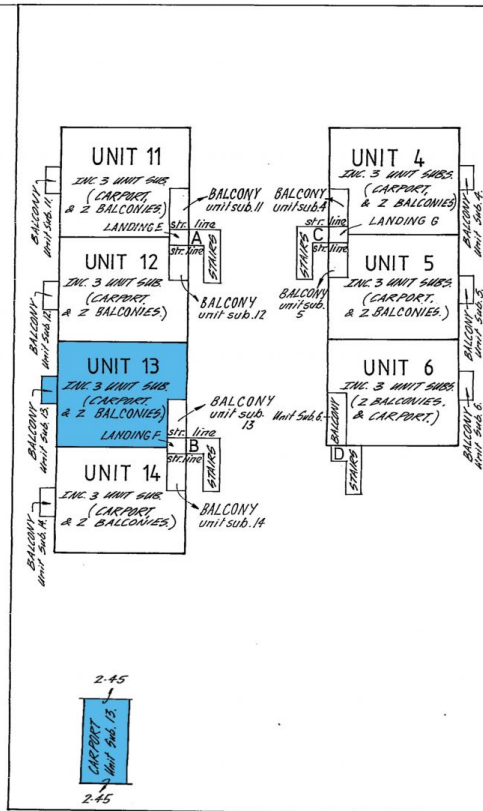 UNIT 11
INC. 3 UNIT SUB.
(CARPORT,
& 2 BALCONIES)
LANDING E
BALCONY
Unit Sub. 11.
BALCONY
unit sub. 11
str. line
A
str. line
STAIRS
UNIT 12
INC. 3 UNIT SUB
(CARPORT
& 2 BALCONIES.)
BALCONY
Unit Sub. 12.
BALCONY
unit sub. 12
UNIT 13
INC. 3 UNIT SUB.
(CARPORT.
& 2 BALCONIES)
LANDING F
BALCONY
Unit Sub. 13.
BALCONY
unit sub.
13
str. line
B
str. line
STAIRS
UNIT 14
INC. 3 UNIT SUB.
(CARPORT
& 2 BALCONIES.)
BALCONY
Unit Sub. 14.
BALCONY
unit sub. 14
UNIT 4
INC. 3 UNIT SUBS.
(CARPORT,
& 2 BALCONIES)
BALCONY
unit sub. 4
LANDING G
BALCONY
Unit Sub. 4.
str. line
C
str. line
STAIRS
UNIT 5
INC. 3 UNIT SUBS.
(CARPORT.
& 2 BALCONIES)
BALCONY
unit sub.
5
BALCONY
Unit Sub. 5.
UNIT 6
INC. 3 UNIT SUBS.
(2 BALCONIES
& CARPORT.)
Unit Sub. 6.
BALCONY
BALCONY
Unit Sub. 6.
D
STAIRS
2.45
CARPORT
Unit Sub. 13.
2.45